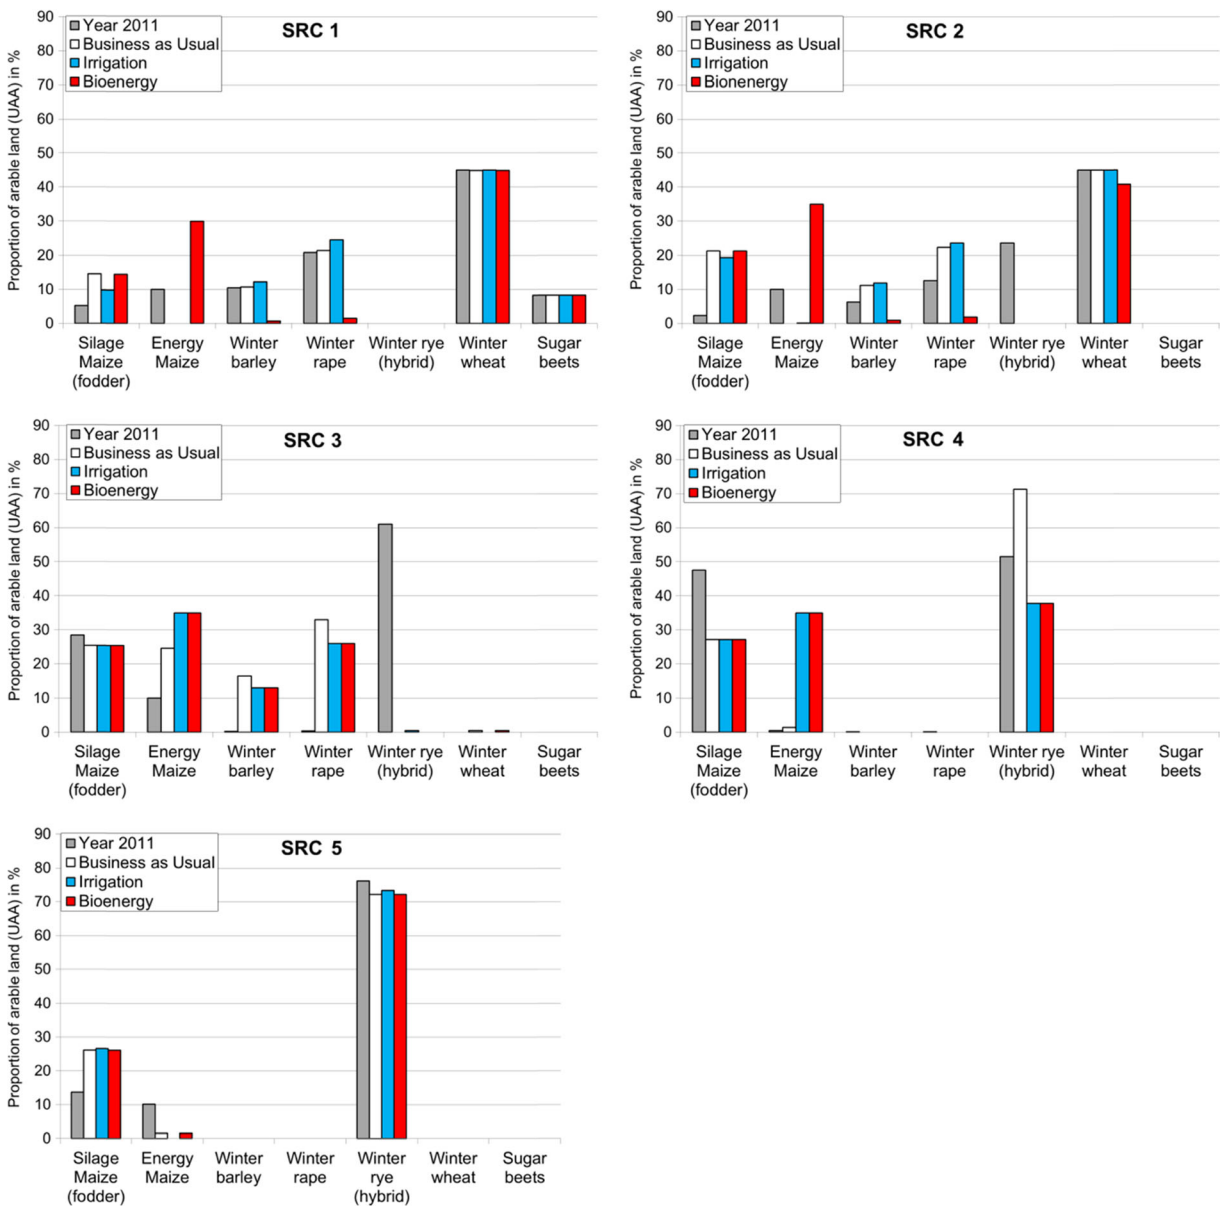 SRC 1
Proportion of arable land (UAA) in %
90
80
70
60
50
40
30
20
10
0
Year 2011
Business as Usual
Irrigation
Bioenergy
Silage Energy Winter Winter Winter rye Winter Sugar
Maize Maize barley rape (hybrid) wheat beets
(fodder)
SRC 2
Proportion of arable land (UAA) in %
90
80
70
60
50
40
30
20
10
0
Year 2011
Business as Usual
Irrigation
Bionenergy
Silage Energy Winter Winter Winter rye Winter Sugar
Maize Maize barley rape (hybrid) wheat beets
(fodder)
SRC 3
Proportion of arable land (UAA) in %
90
80
70
60
50
40
30
20
10
0
Year 2011
Business as Usual
Irrigation
Bioenergy
Silage Energy Winter Winter Winter rye Winter Sugar
Maize Maize barley rape (hybrid) wheat beets
(fodder)
SRC 4
Proportion of arable land (UAA) in %
90
80
70
60
50
40
30
20
10
0
Year 2011
Business as Usual
Irrigation
Bioenergy
Silage Energy Winter Winter Winter rye Winter Sugar
Maize Maize barley rape (hybrid) wheat beets
(fodder)
SRC 5
Proportion of arable land (UAA) in %
90
80
70
60
50
40
30
20
10
0
Year 2011
Business as Usual
Irrigation
Bioenergy
Silage Energy Winter Winter Winter Winter Sugar
Maize Maize barley rape rye wheat beets
(fodder) (hybrid)